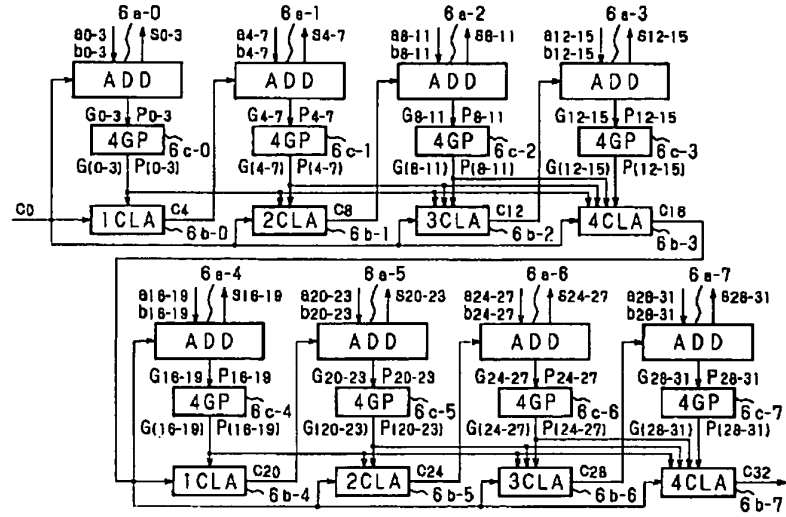 6a-0 6a-1 6a-2 6a-3
a0-3 S0-3 a4-7 S4-7 a8-11 S8-11 a12-15 S12-15
b0-3 b4-7 b8-11 b12-15
ADD ADD ADD ADD
G0-3 P0-3 G4-7 P4-7 G8-11 P8-11 G12-15 P12-15
4GP 4GP 4GP 4GP
6c-0 6c-1 6c-2 6c-3
G(0-3) P(0-3) G(4-7) P(4-7) G(8-11) P(8-11) G(12-15) P(12-15)
C0 1CLA C4 2CLA C8 3CLA C12 4CLA C16
6b-0 6b-1 6b-2 6b-3
6a-4 6a-5 6a-6 6a-7
a16-19 S16-19 a20-23 S20-23 a24-27 S24-27 a28-31 S28-31
b16-19 b20-23 b24-27 b28-31
ADD ADD ADD ADD
G16-19 P16-19 G20-23 P20-23 G24-27 P24-27 G28-31 P28-31
4GP 4GP 4GP 4GP
6c-4 6c-5 6c-6 6c-7
G(16-19) P(16-19) G(20-23) P(20-23) G(24-27) P(24-27) G(28-31) P(28-31)
1CLA C20 2CLA C24 3CLA C28 4CLA C32
6b-4 6b-5 6b-6 6b-7